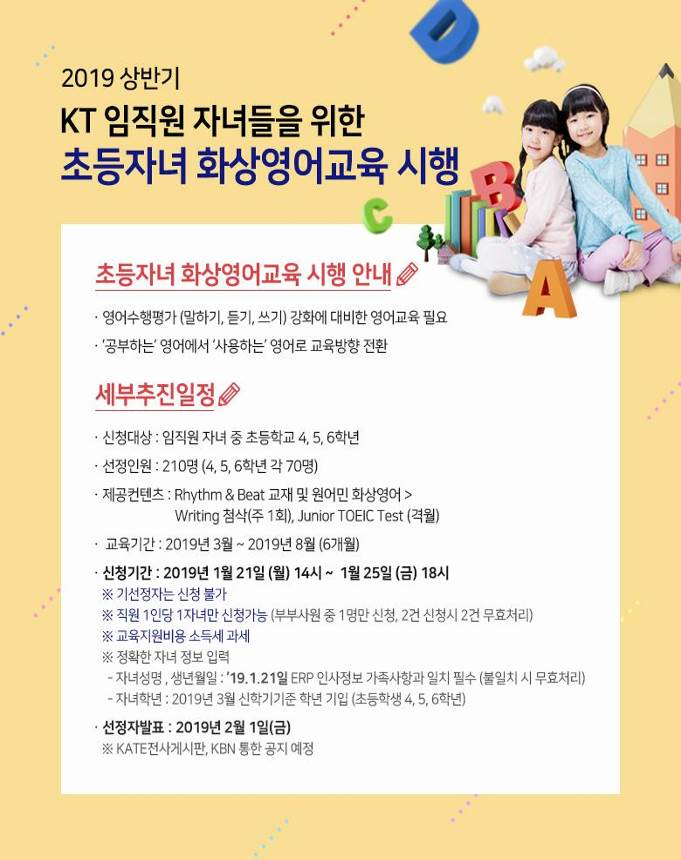 2019 상반기
KT 임직원 자녀들을 위한
초등자녀 화상영어교육 시행
D
B
C
A
초등자녀 화상영어교육 시행 안내
· 영어수행평가 (말하기, 듣기, 쓰기) 강화에 대비한 영어교육 필요
· ‘공부하는’ 영어에서 ‘사용하는’ 영어로 교육방향 전환
세부추진일정
· 신청대상 : 임직원 자녀 중 초등학교 4, 5, 6학년
· 선정인원 : 210명 (4, 5, 6학년 각 70명)
· 제공컨텐츠 : Rhythm & Beat 교재 및 원어민 화상영어 >
Writing 첨삭(주 1회), Junior TOEIC Test (격월)
· 교육기간 : 2019년 3월 ~ 2019년 8월 (6개월)
· 신청기간 : 2019년 1월 21일 (월) 14시 ~ 1월 25일 (금) 18시
※ 기선정자는 신청 불가
※ 직원 1인당 1자녀만 신청가능 (부부사원 중 1명만 신청, 2건 신청시 2건 무효처리)
※ 교육지원비용 소득세 과세
※ 정확한 자녀 정보 입력
- 자녀성명 , 생년월일 : ’19.1.21일 ERP 인사정보 가족사항과 일치 필수 (불일치 시 무효처리)
- 자녀학년 : 2019년 3월 신학기기준 학년 기입 (초등학생 4, 5, 6학년)
· 선정자발표 : 2019년 2월 1일(금)
※ KATE전사게시판, KBN 통한 공지 예정